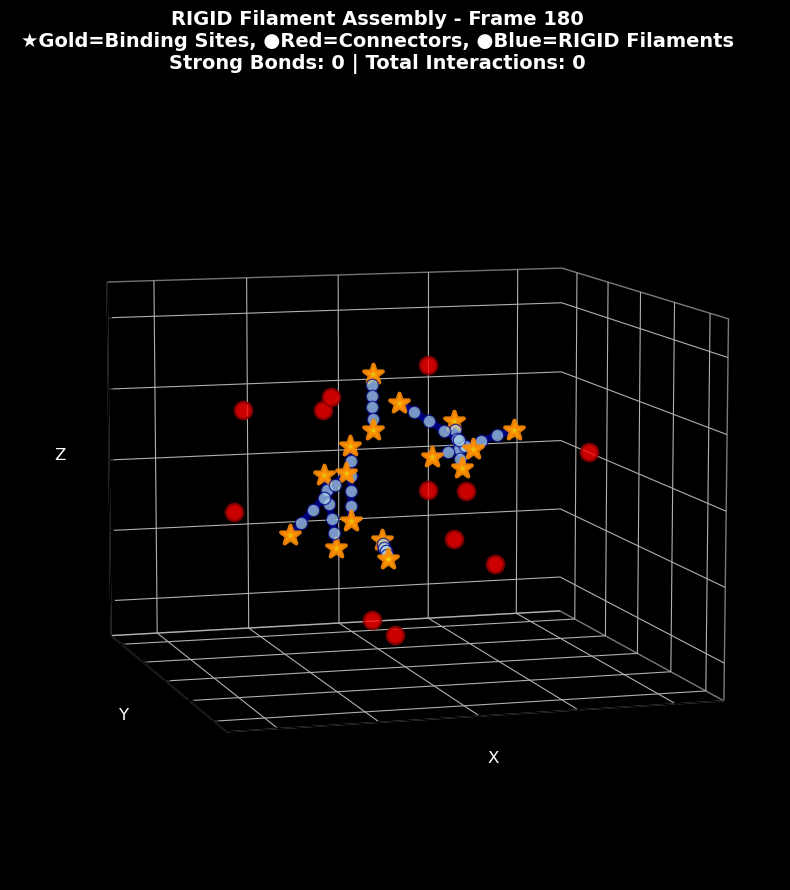 RIGID Filament Assembly - Frame 180
★Gold=Binding Sites, ●Red=Connectors, ●Blue=RIGID Filaments
Strong Bonds: 0 | Total Interactions: 0
Z
Y
X